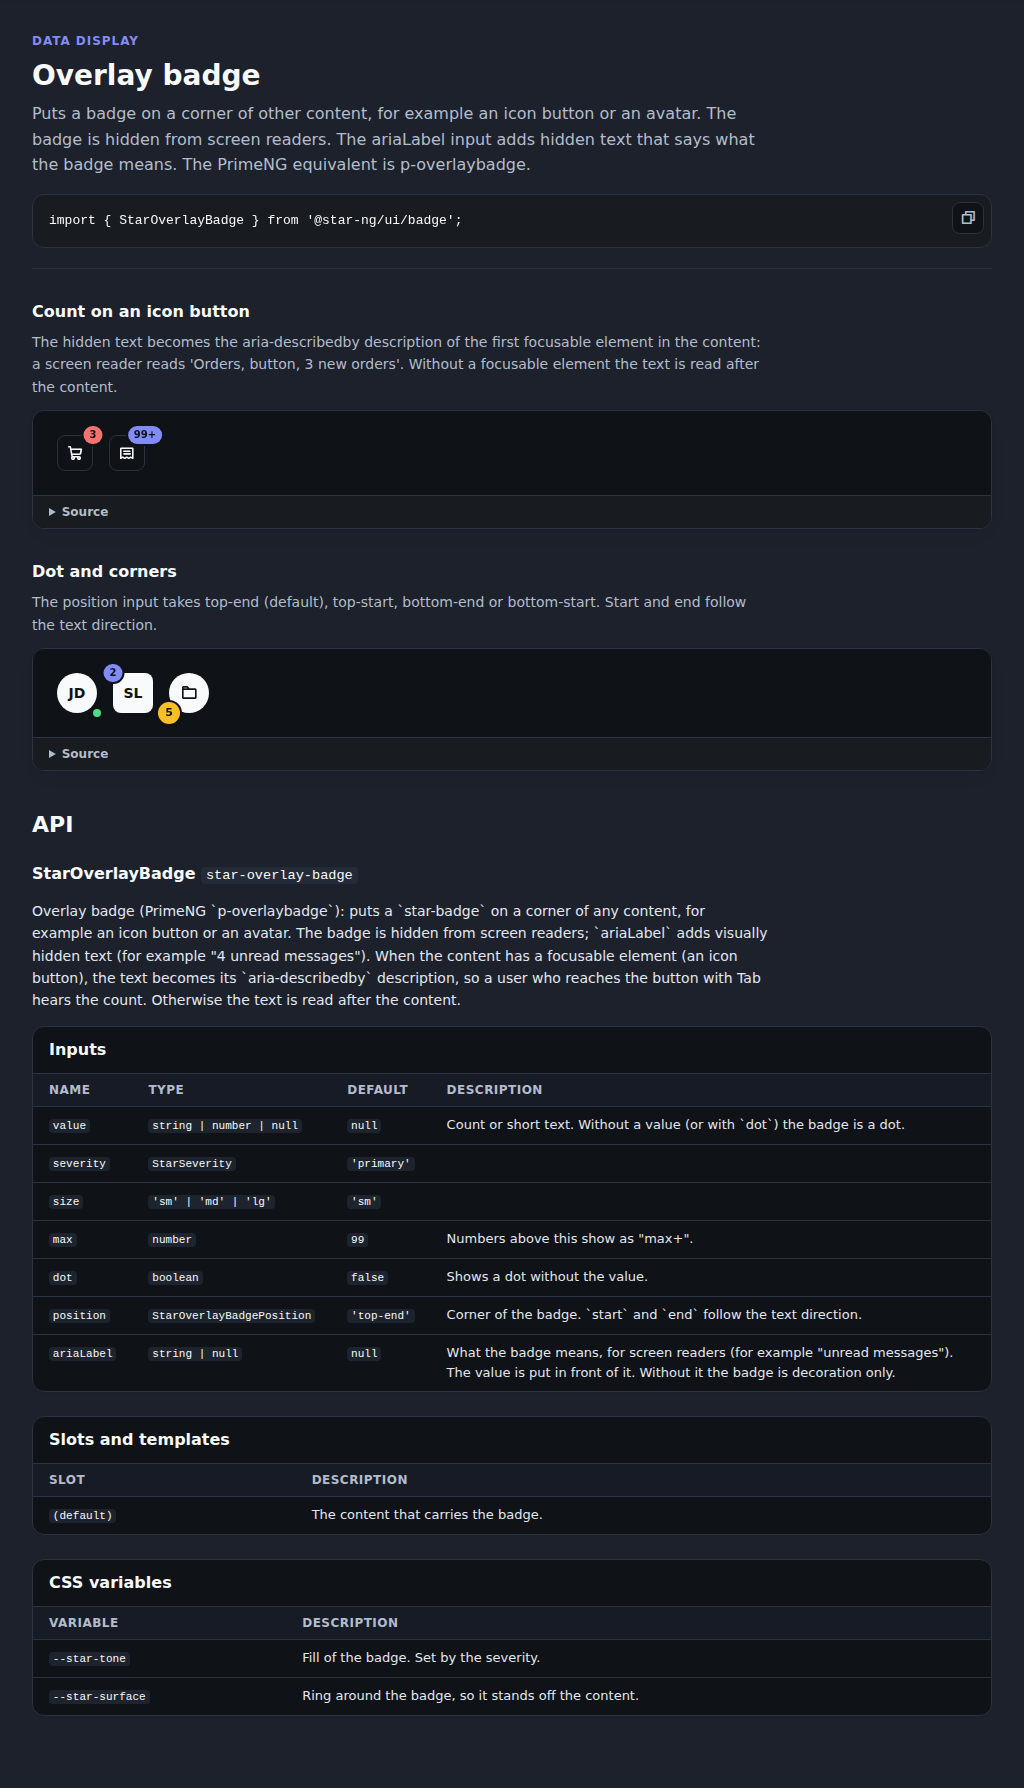 DATA DISPLAY
Overlay badge
Puts a badge on a corner of other content, for example an icon button or an avatar. The
badge is hidden from screen readers. The ariaLabel input adds hidden text that says what
the badge means. The PrimeNG equivalent is p-overlaybadge.
import { StarOverlayBadge } from '@star-ng/ui/badge';
Count on an icon button
The hidden text becomes the aria-describedby description of the first focusable element in the content:
a screen reader reads 'Orders, button, 3 new orders'. Without a focusable element the text is read after
the content.
3 99+
Source
Dot and corners
The position input takes top-end (default), top-start, bottom-end or bottom-start. Start and end follow
the text direction.
JD 2 SL 5
Source
API
StarOverlayBadge star-overlay-badge
Overlay badge (PrimeNG `p-overlaybadge`): puts a `star-badge` on a corner of any content, for
example an icon button or an avatar. The badge is hidden from screen readers; `ariaLabel` adds visually
hidden text (for example "4 unread messages"). When the content has a focusable element (an icon
button), the text becomes its `aria-describedby` description, so a user who reaches the button with Tab
hears the count. Otherwise the text is read after the content.
Inputs
NAME TYPE DEFAULT DESCRIPTION
value string | number | null null Count or short text. Without a value (or with `dot`) the badge is a dot.
severity StarSeverity 'primary'
size 'sm' | 'md' | 'lg' 'sm'
max number 99 Numbers above this show as "max+".
dot boolean false Shows a dot without the value.
position StarOverlayBadgePosition 'top-end' Corner of the badge. `start` and `end` follow the text direction.
ariaLabel string | null null What the badge means, for screen readers (for example "unread messages").
The value is put in front of it. Without it the badge is decoration only.
Slots and templates
SLOT DESCRIPTION
(default) The content that carries the badge.
CSS variables
VARIABLE DESCRIPTION
--star-tone Fill of the badge. Set by the severity.
--star-surface Ring around the badge, so it stands off the content.